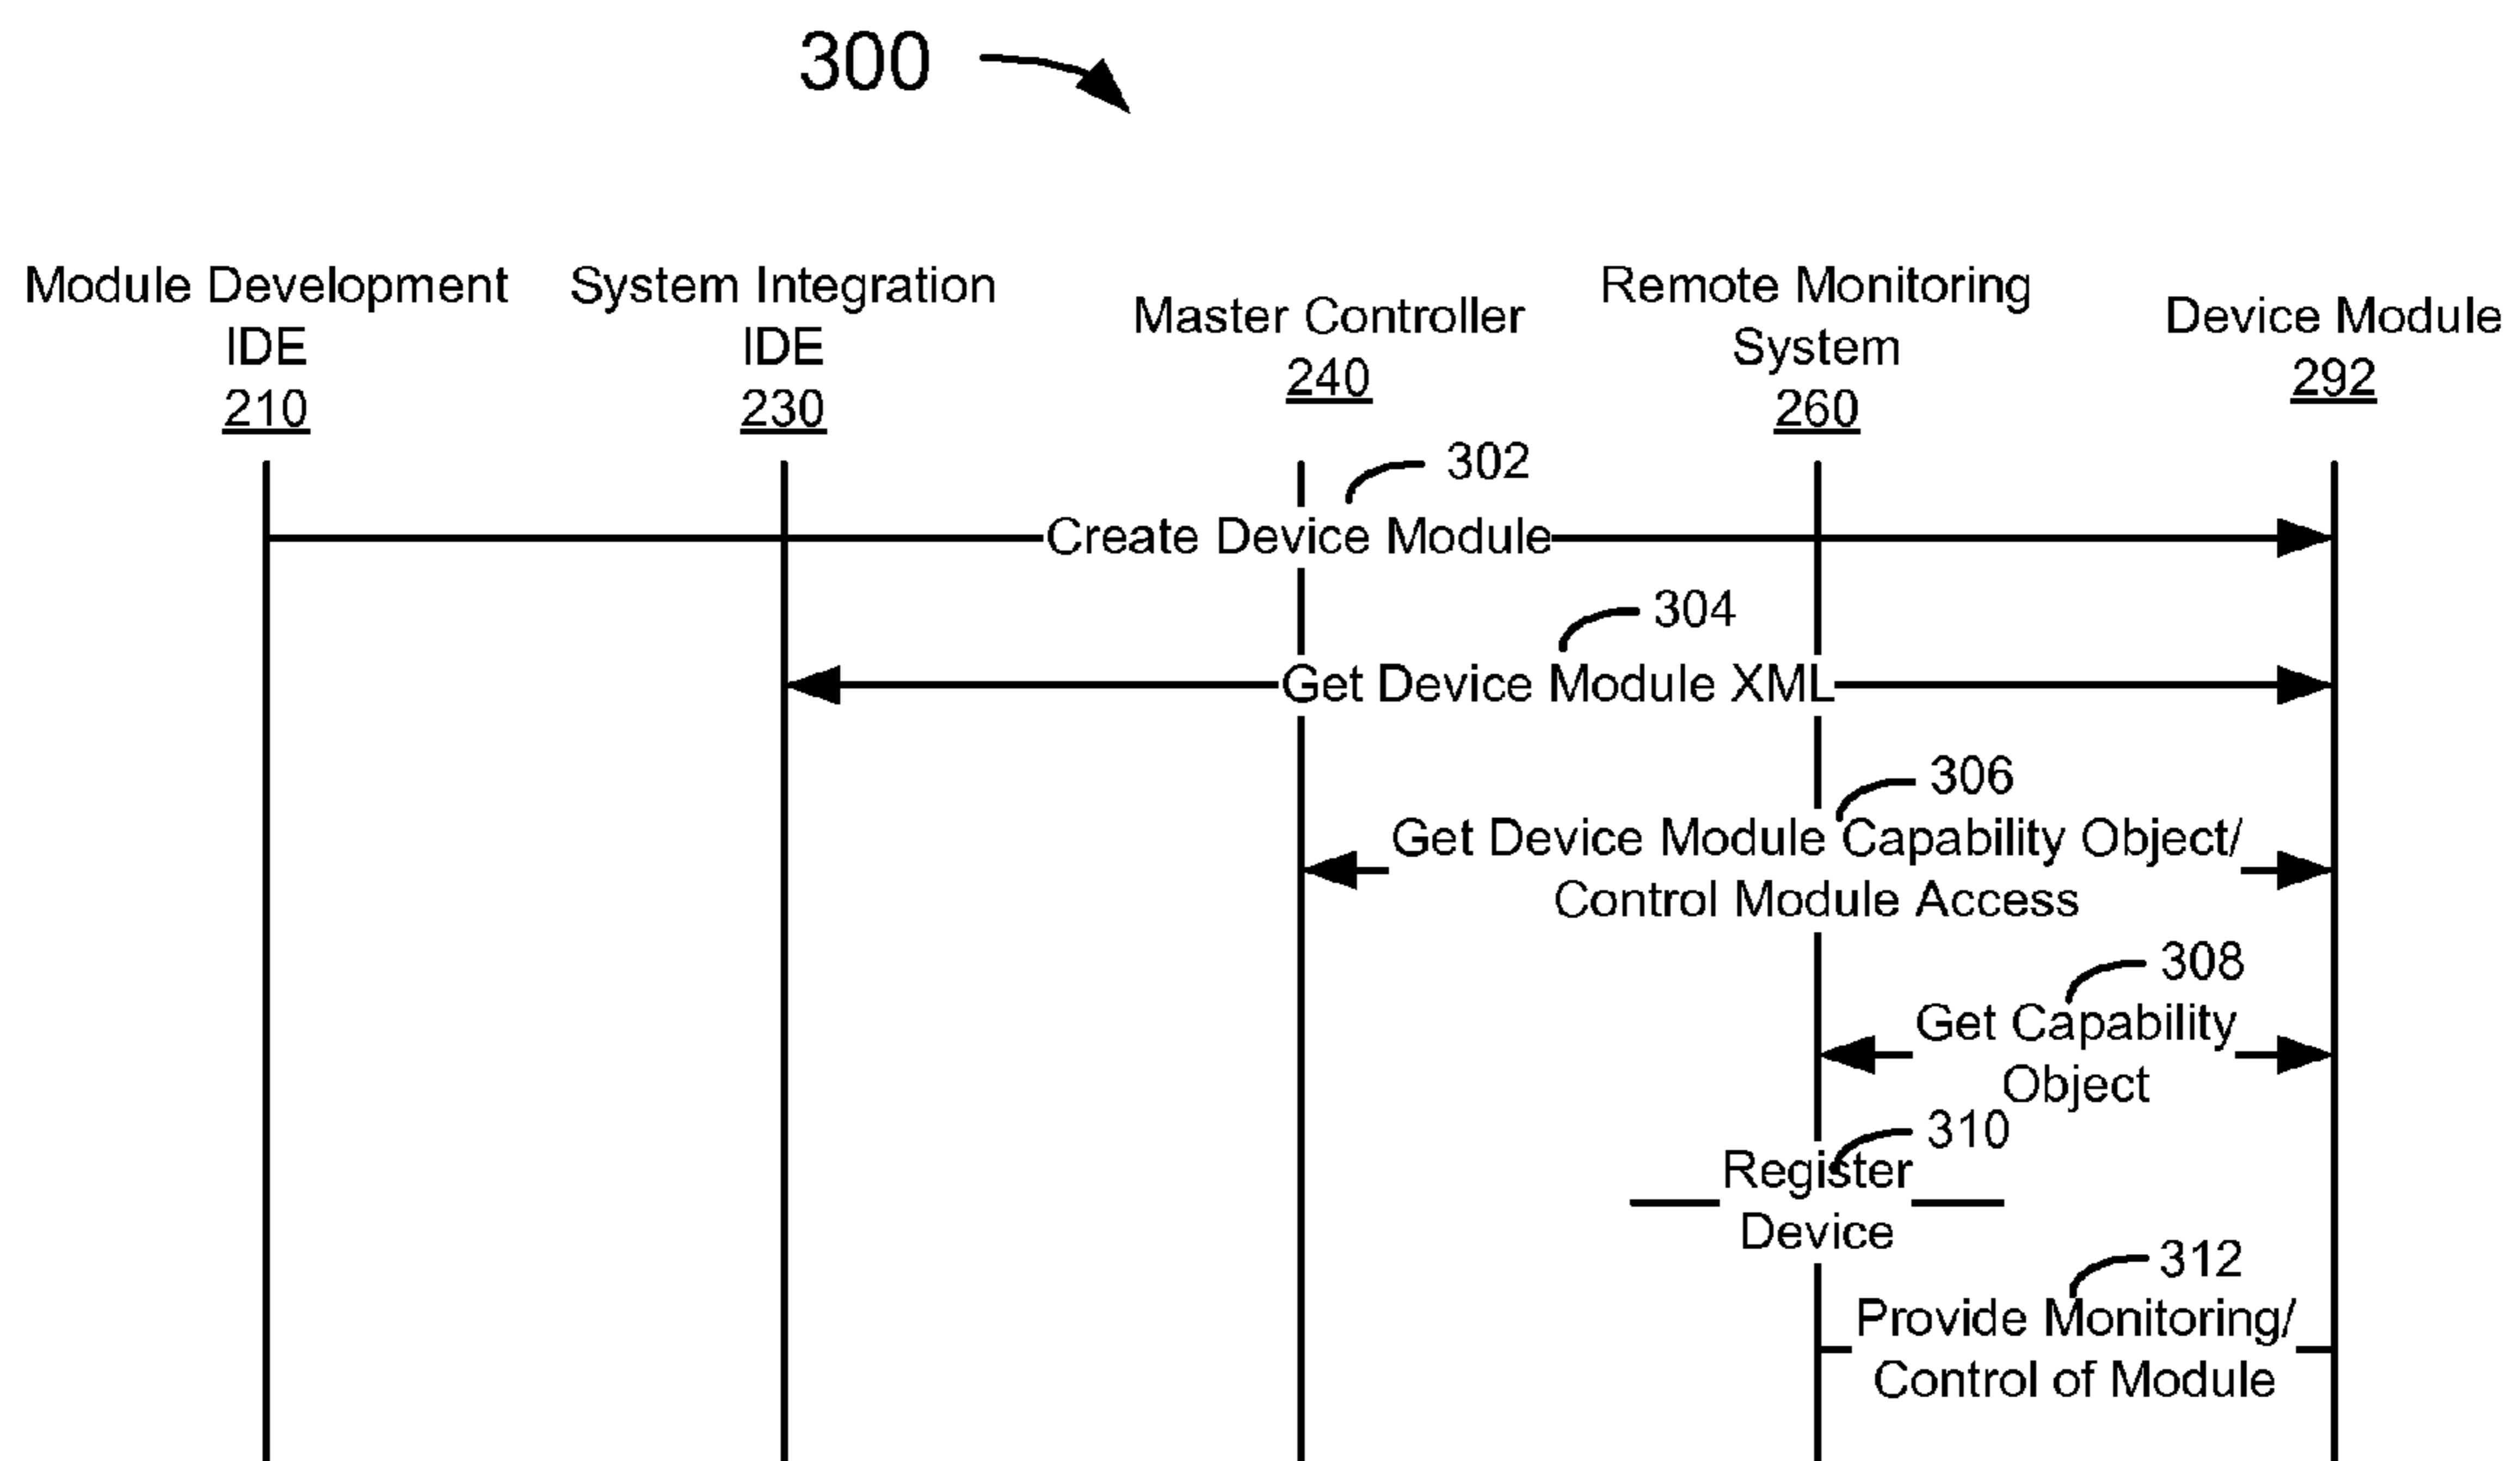 300
Module Development
IDE
210
System Integration
IDE
230
Master Controller
240
Remote Monitoring
System
260
Device Module
292
302
Create Device Module
304
Get Device Module XML
306
Get Device Module Capability Object/
Control Module Access
308
Get Capability
Object
310
Register
Device
312
Provide Monitoring/
Control of Module